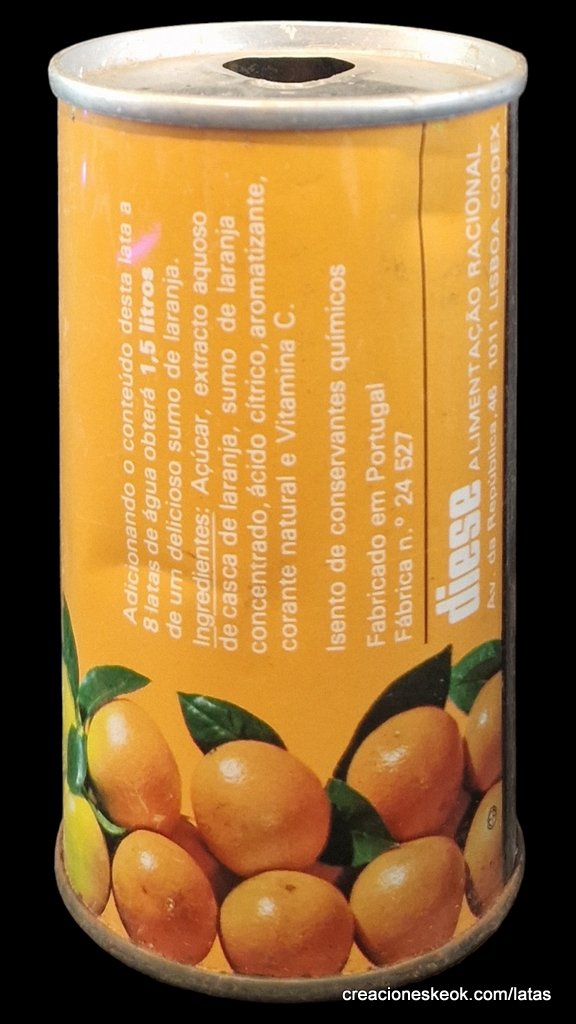 Adicionando o conteúdo desta lata a
8 latas de água obterá 1,5 litros
de um delicioso sumo de laranja.
Ingredientes: Açúcar, extracto aquoso
de casca de laranja, sumo de laranja
concentrado, ácido cítrico, aromatizante,
corante natural e Vitamina C.
Isento de conservantes químicos
Fabricado em Portugal
Fábrica n.º 24 527
diese ALIMENTAÇÃO RACIONAL
Av. da República, 46 1011 LISBOA CODEX
creacioneskeok.com/latas